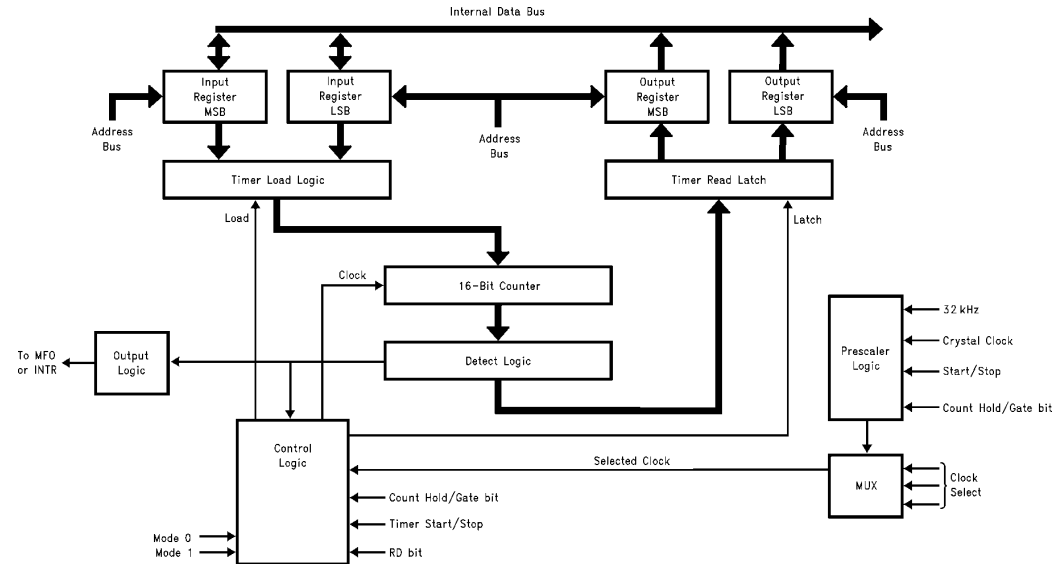 Internal Data Bus
Input
Register
MSB
Input
Register
LSB
Output
Register
MSB
Output
Register
LSB
Address
Bus
Address
Bus
Address
Bus
Timer Load Logic
Timer Read Latch
Load
Latch
Clock
16-Bit Counter
Detect Logic
To MFO
or INTR
Output
Logic
Prescaler
Logic
32 kHz
Crystal Clock
Start/Stop
Count Hold/Gate bit
Control
Logic
Selected Clock
MUX
Clock
Select
Count Hold/Gate bit
Timer Start/Stop
RD bit
Mode 0
Mode 1